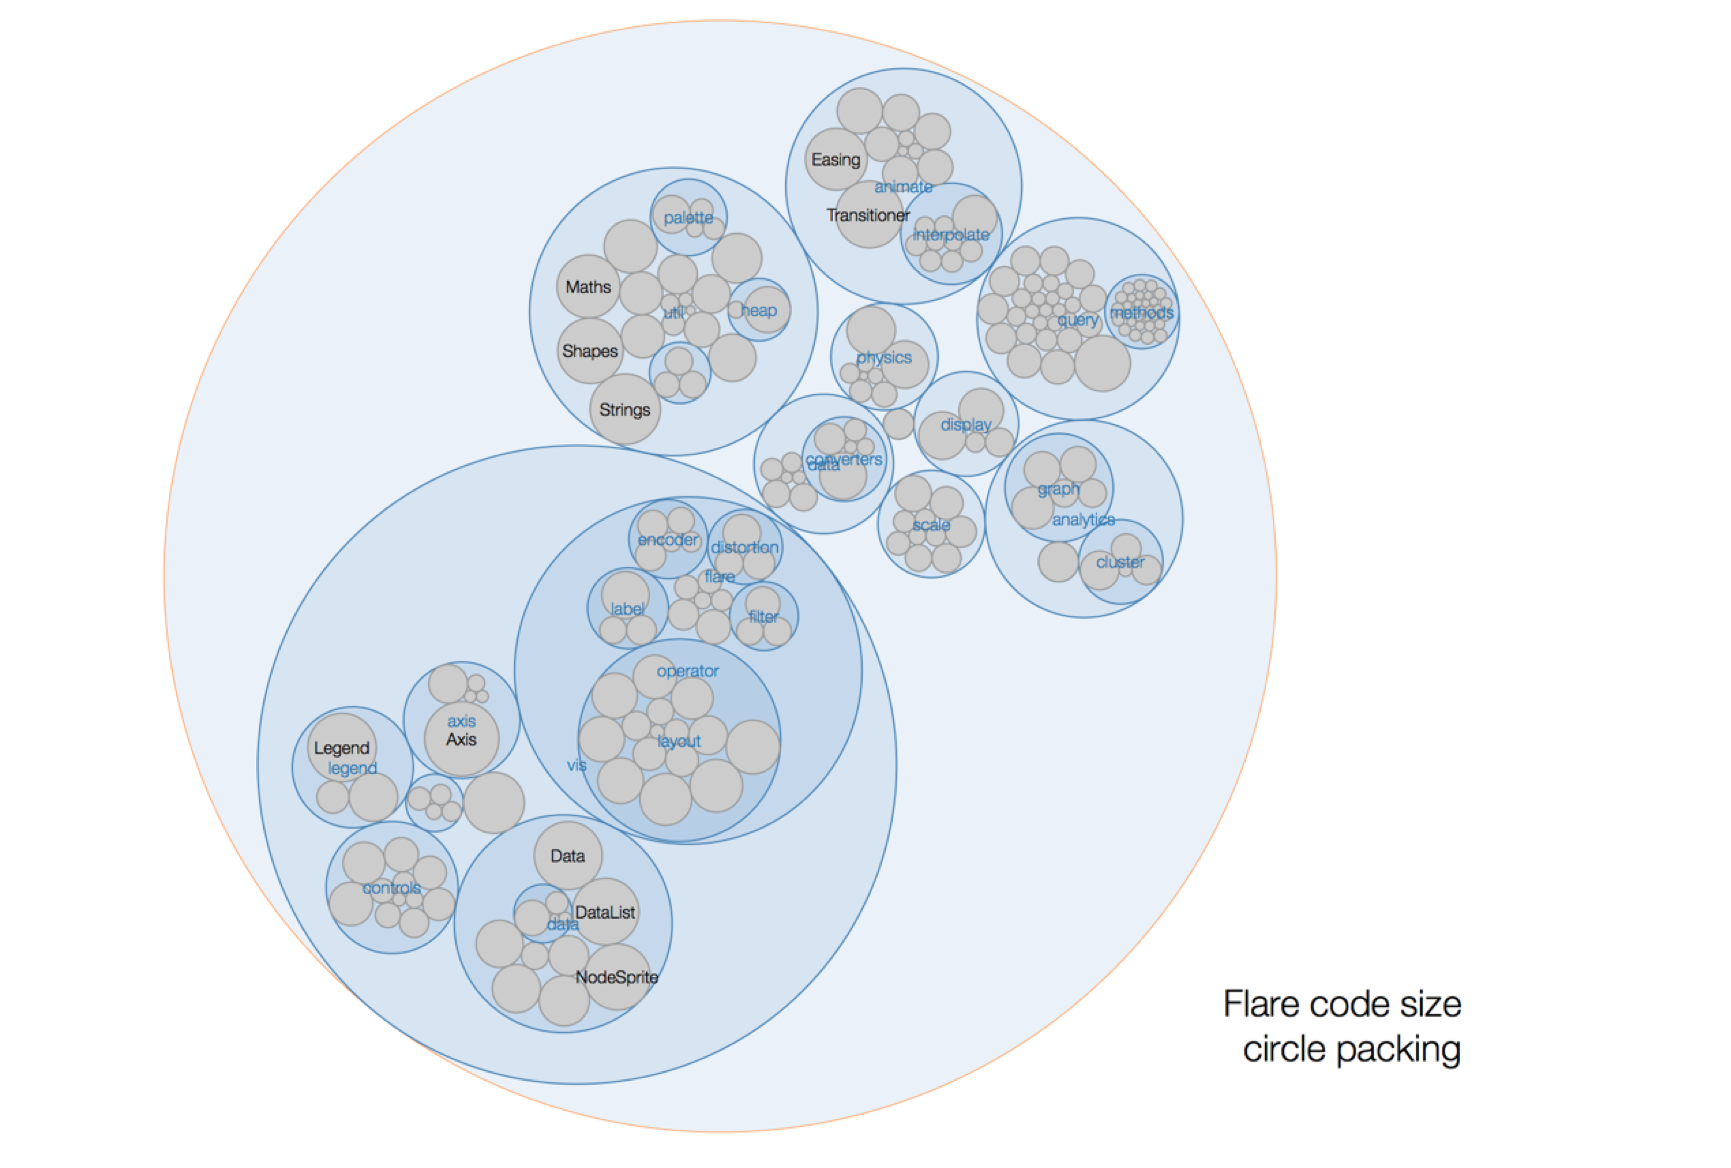 Easing
animate
Transitioner
interpolate
palette
Maths
util
heap
Shapes
Strings
physics
query
methods
display
converters
data
graph
analytics
scale
cluster
encoder
distortion
flare
label
filter
operator
layout
vis
axis
Axis
Legend
legend
controls
Data
DataList
data
NodeSprite
Flare code size
circle packing